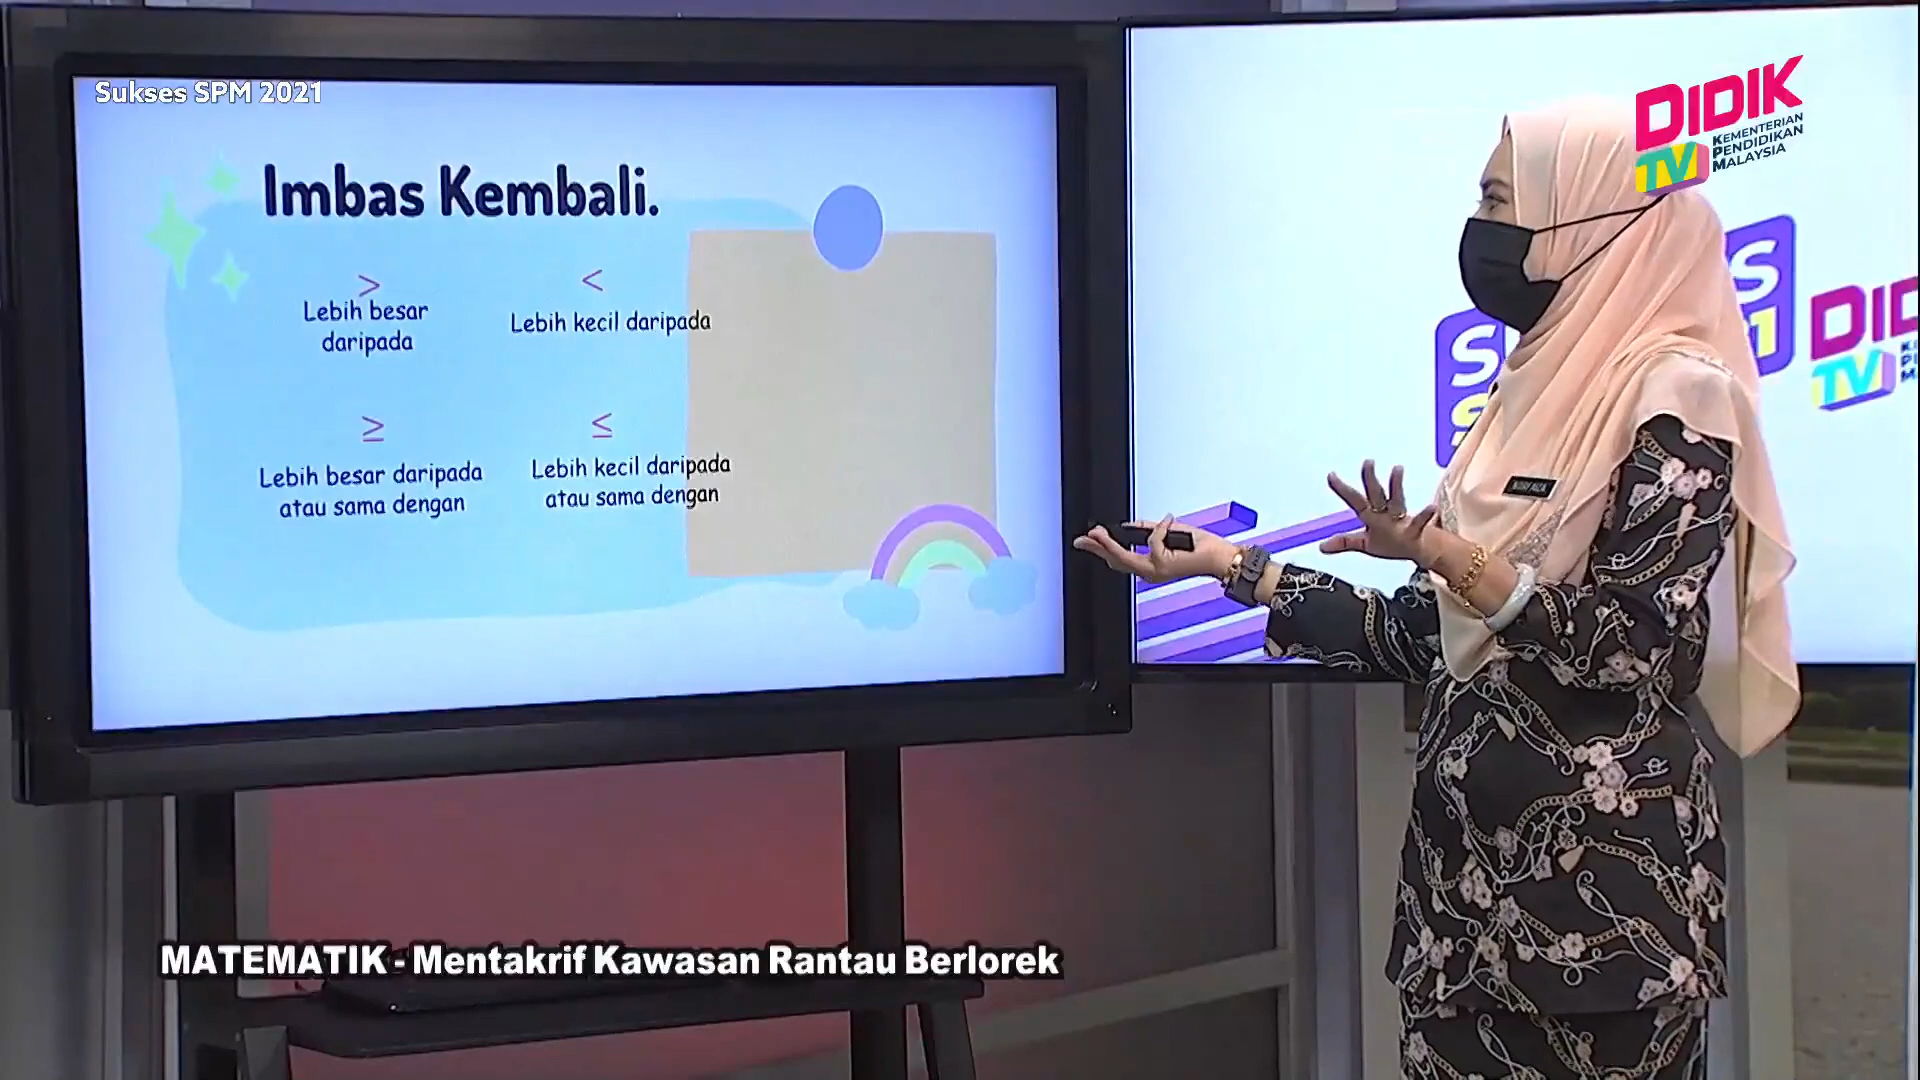 Sukses SPM 2021
DIDIK
TV
KEMENTERIAN
PENDIDIKAN
MALAYSIA
Imbas Kembali.
>
Lebih besar
daripada
<
Lebih kecil daripada
≥
Lebih besar daripada
atau sama dengan
≤
Lebih kecil daripada
atau sama dengan
TV
MATEMATIK - Mentakrif Kawasan Rantau Berlorek